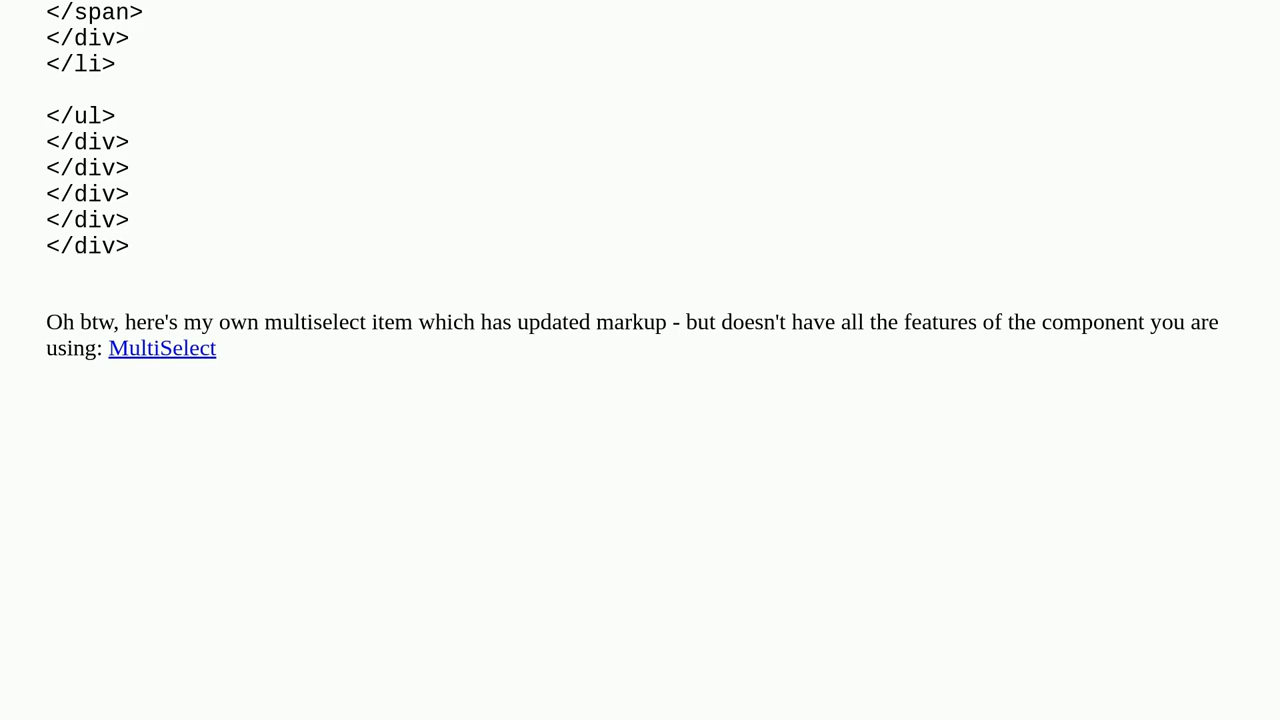 </span>
</div>
</li>
</ul>
</div>
</div>
</div>
</div>
</div>
Oh btw, here's my own multiselect item which has updated markup - but doesn't have all the features of the component you are
using: MultiSelect